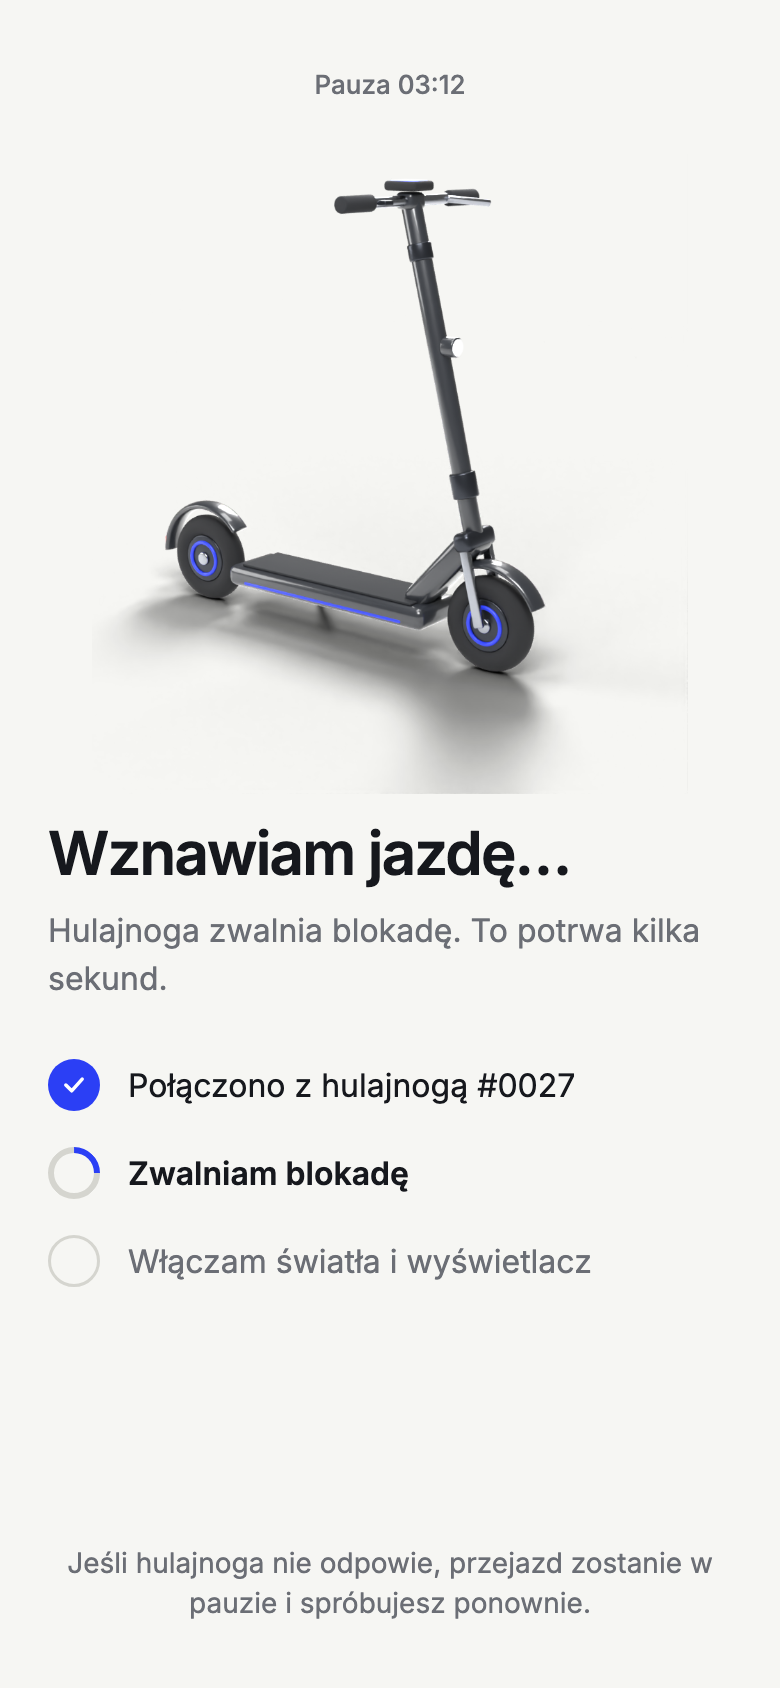 Pauza 03:12
Wznawiam jazdę…
Hulajnoga zwalnia blokadę. To potrwa kilka
sekund.
Połączono z hulajnogą #0027
Zwalniam blokadę
Włączam światła i wyświetlacz
Jeśli hulajnoga nie odpowie, przejazd zostanie w
pauzie i spróbujesz ponownie.